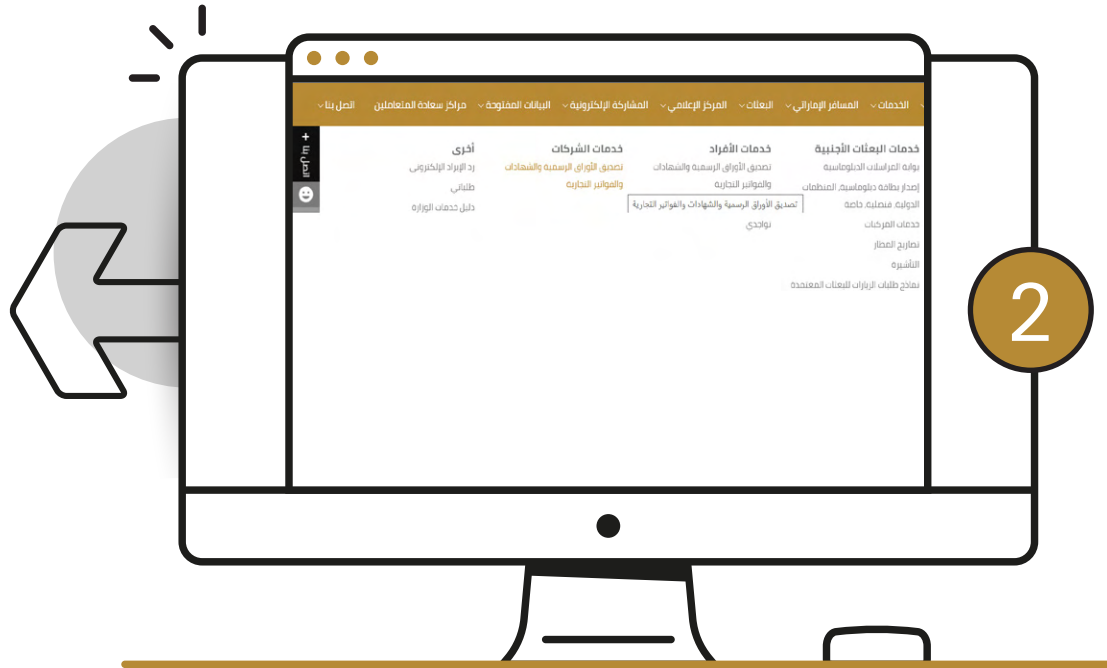 الخدمات
المسافر الإماراتي
البعثات
المركز الإعلامي
المشاركة الإلكترونية
البيانات المفتوحة
مراكز سعادة المتعاملين
اتصل بنا
خدمات البعثات الأجنبية
بوابة المراسلات الدبلوماسية
إصدار بطاقة دبلوماسية، المنظمات
الدولية، قنصلية، خاصة
خدمات المركبات
تصاريح المطار
التأشيرة
نماذج طلبات الزيارات للبعثات المعتمدة
خدمات الأفراد
تصديق الأوراق الرسمية والشهادات
والفواتير التجارية
تصديق الأوراق الرسمية والشهادات والفواتير التجارية
تواجدي
خدمات الشركات
تصديق الأوراق الرسمية والشهادات
والفواتير التجارية
أخرى
رد الإيراد الإلكتروني
طلباتي
دليل خدمات الوزارة
+
اتصل بنا
2